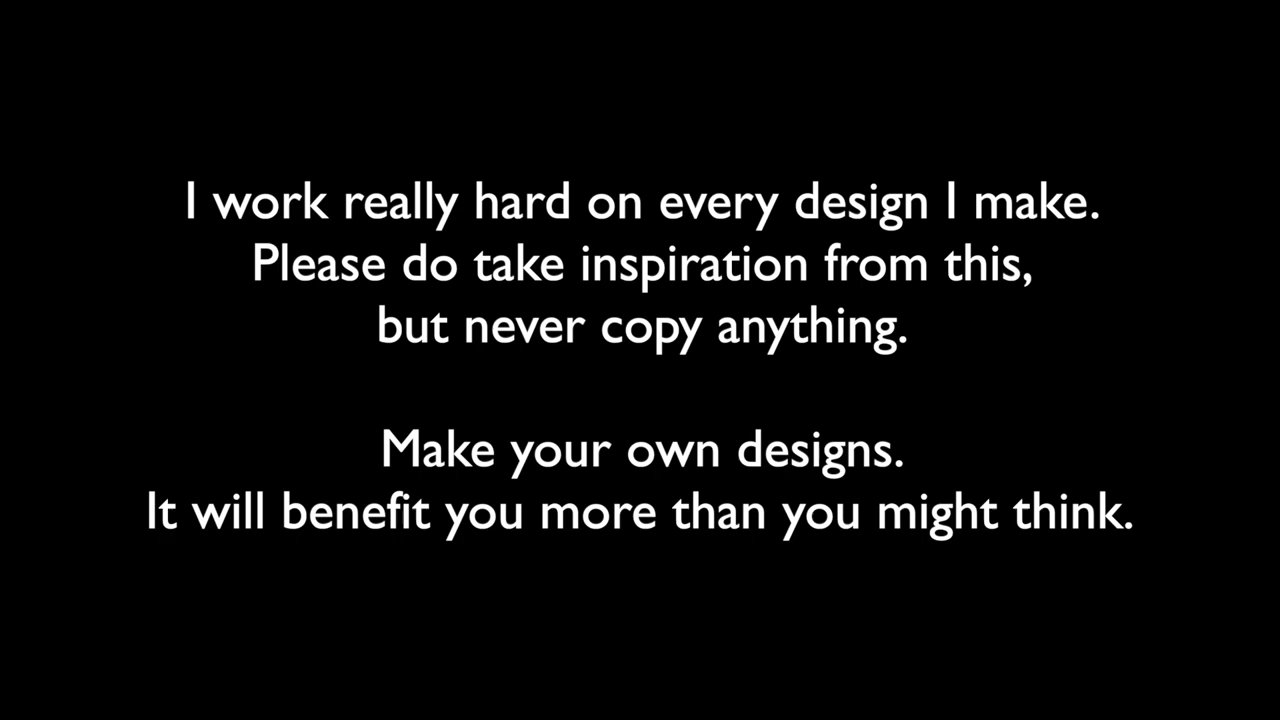 I work really hard on every design I make.
Please do take inspiration from this,
but never copy anything.
Make your own designs.
It will benefit you more than you might think.